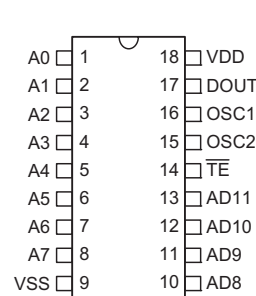 A0 1 18 VDD
A1 2 17 DOUT
A2 3 16 OSC1
A3 4 15 OSC2
A4 5 14 T̅E̅
A5 6 13 AD11
A6 7 12 AD10
A7 8 11 AD9
VSS 9 10 AD8